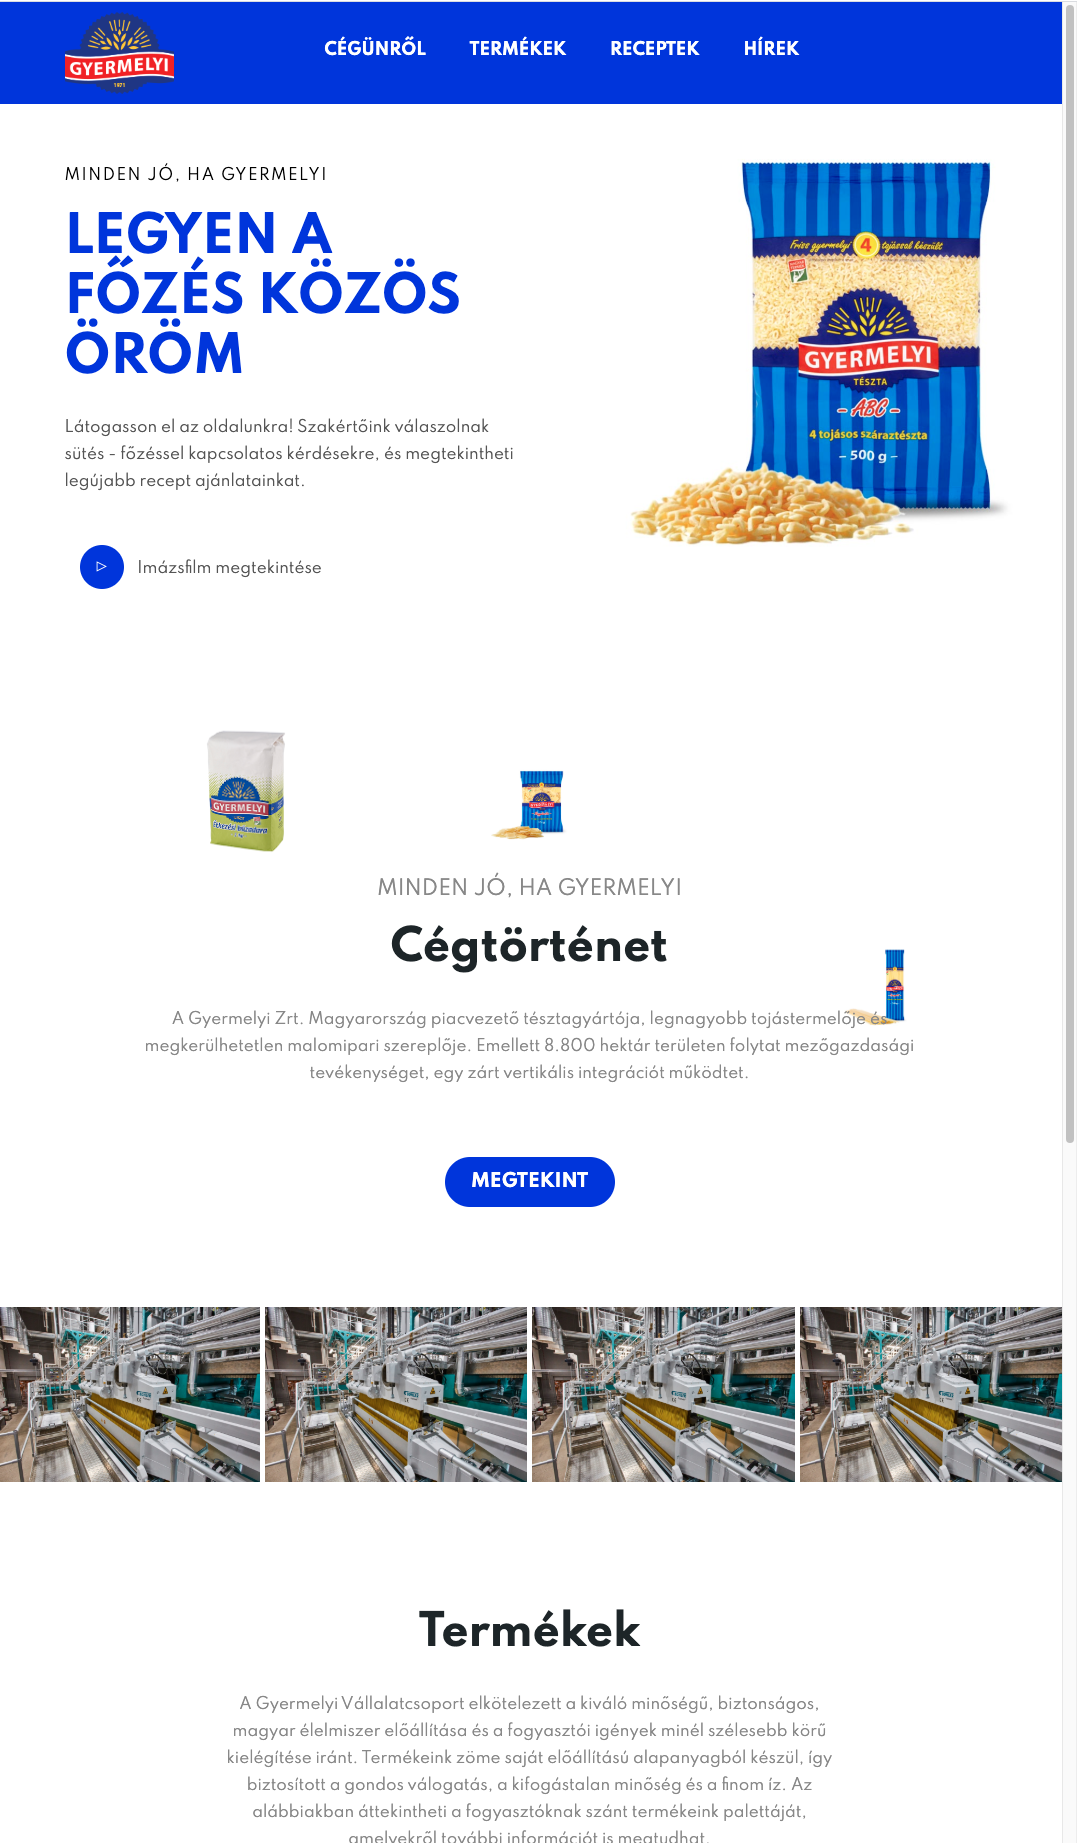 GYERMELYI
1971
CÉGÜNRŐL
TERMÉKEK
RECEPTEK
HÍREK
MINDEN JÓ, HA GYERMELYI
LEGYEN A
FŐZÉS KÖZÖS
ÖRÖM
Látogasson el az oldalunkra! Szakértőink válaszolnak
sütés - főzéssel kapcsolatos kérdésekre, és megtekintheti
legújabb recept ajánlatainkat.
Imázsfilm megtekintése
Friss gyermelyi 4 tojással készült
GYERMELYI
TÉSZTA
- ABC -
4 tojásos száraztészta
- 500 g -
GYERMELYI
GYERMELYI
MINDEN JÓ, HA GYERMELYI
Cégtörténet
A Gyermelyi Zrt. Magyarország piacvezető tésztagyártója, legnagyobb tojástermelője és
megkerülhetetlen malomipari szereplője. Emellett 8.800 hektár területen folytat mezőgazdasági
tevékenységet, egy zárt vertikális integrációt működtet.
MEGTEKINT
Termékek
A Gyermelyi Vállalatcsoport elkötelezett a kiváló minőségű, biztonságos,
magyar élelmiszer előállítása és a fogyasztói igények minél szélesebb körű
kielégítése iránt. Termékeink zöme saját előállítású alapanyagból készül, így
biztosított a gondos válogatás, a kifogástalan minőség és a finom íz. Az
alábbiakban áttekintheti a fogyasztóknak szánt termékeink palettáját,
amelyekről további információt is megtudhat.